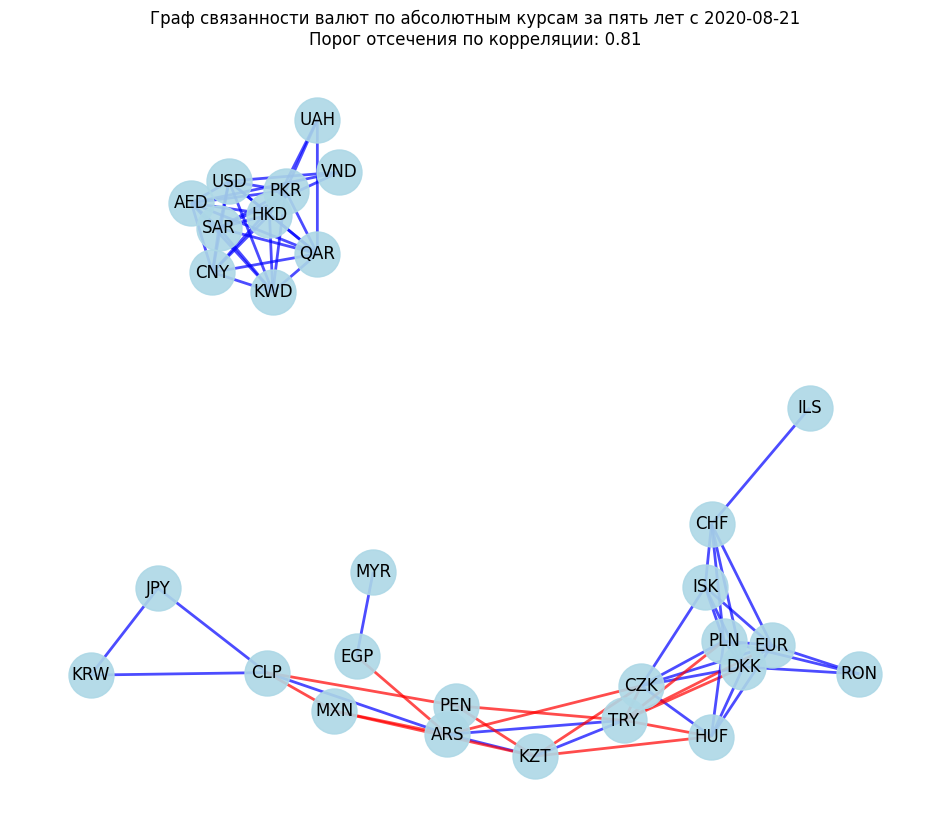 Граф связанности валют по абсолютным курсам за пять лет с 2020-08-21
Порог отсечения по корреляции: 0.81
UAH
VND
USD
PKR
AED
HKD
SAR
QAR
CNY
KWD
ILS
CHF
MYR
ISK
JPY
PLN
EUR
EGP
DKK
KRW
CLP
RON
CZK
PEN
MXN
TRY
ARS
HUF
KZT